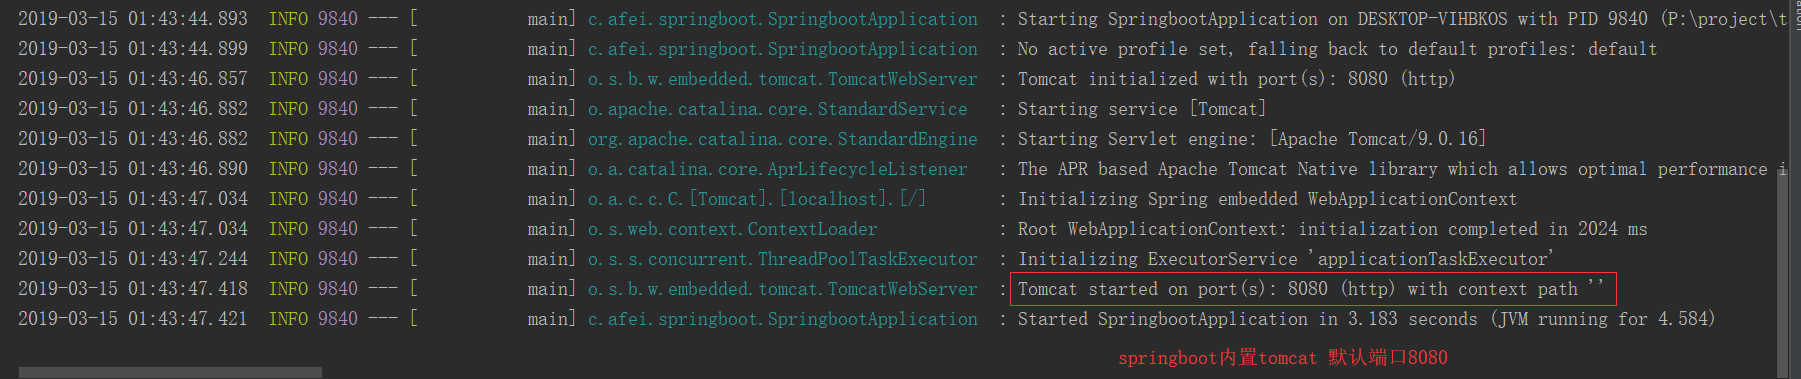 2019-03-15 01:43:44.893  INFO 9840 --- [           main] c.afei.springboot.SpringbootApplication  : Starting SpringbootApplication on DESKTOP-VIHBKOS with PID 9840 (P:\project\t
2019-03-15 01:43:44.899  INFO 9840 --- [           main] c.afei.springboot.SpringbootApplication  : No active profile set, falling back to default profiles: default
2019-03-15 01:43:46.857  INFO 9840 --- [           main] o.s.b.w.embedded.tomcat.TomcatWebServer  : Tomcat initialized with port(s): 8080 (http)
2019-03-15 01:43:46.882  INFO 9840 --- [           main] o.apache.catalina.core.StandardService   : Starting service [Tomcat]
2019-03-15 01:43:46.882  INFO 9840 --- [           main] org.apache.catalina.core.StandardEngine  : Starting Servlet engine: [Apache Tomcat/9.0.16]
2019-03-15 01:43:46.890  INFO 9840 --- [           main] o.a.catalina.core.AprLifecycleListener   : The APR based Apache Tomcat Native library which allows optimal performance i
2019-03-15 01:43:47.034  INFO 9840 --- [           main] o.a.c.c.C.[Tomcat].[localhost].[/]       : Initializing Spring embedded WebApplicationContext
2019-03-15 01:43:47.034  INFO 9840 --- [           main] o.s.web.context.ContextLoader            : Root WebApplicationContext: initialization completed in 2024 ms
2019-03-15 01:43:47.244  INFO 9840 --- [           main] o.s.s.concurrent.ThreadPoolTaskExecutor  : Initializing ExecutorService 'applicationTaskExecutor'
2019-03-15 01:43:47.418  INFO 9840 --- [           main] o.s.b.w.embedded.tomcat.TomcatWebServer  : Tomcat started on port(s): 8080 (http) with context path ''
2019-03-15 01:43:47.421  INFO 9840 --- [           main] c.afei.springboot.SpringbootApplication  : Started SpringbootApplication in 3.183 seconds (JVM running for 4.584)
springboot内置tomcat 默认端口8080